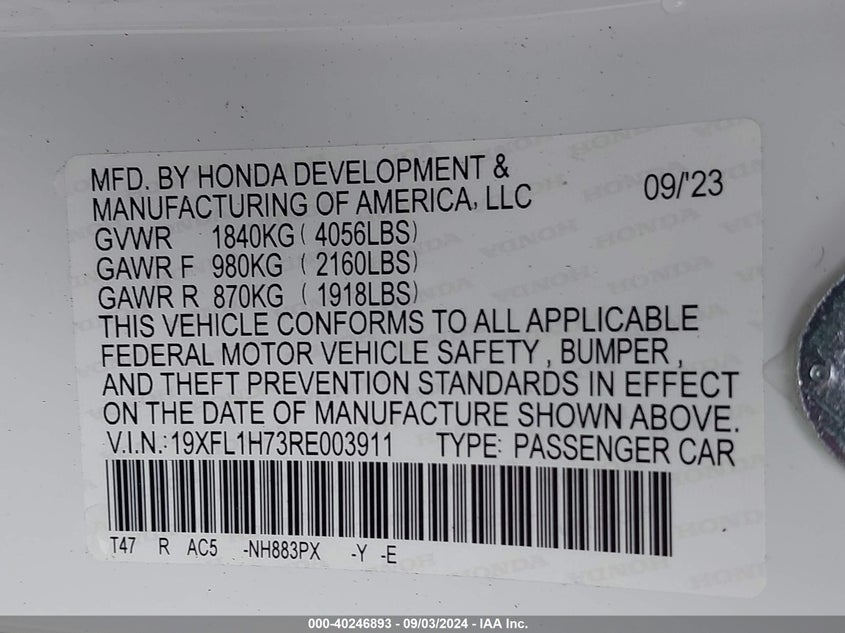 MFD. BY HONDA DEVELOPMENT &
MANUFACTURING OF AMERICA, LLC 09/'23
GVWR 1840KG ( 4056LBS)
GAWR F 980KG ( 2160LBS)
GAWR R 870KG ( 1918LBS)
THIS VEHICLE CONFORMS TO ALL APPLICABLE
FEDERAL MOTOR VEHICLE SAFETY , BUMPER ,
AND THEFT PREVENTION STANDARDS IN EFFECT
ON THE DATE OF MANUFACTURE SHOWN ABOVE.
V.I.N.:19XFL1H73RE003911 TYPE: PASSENGER CAR
T47 R AC5 -NH883PX -Y -E
000-40246893 - 09/03/2024 - IAA Inc.